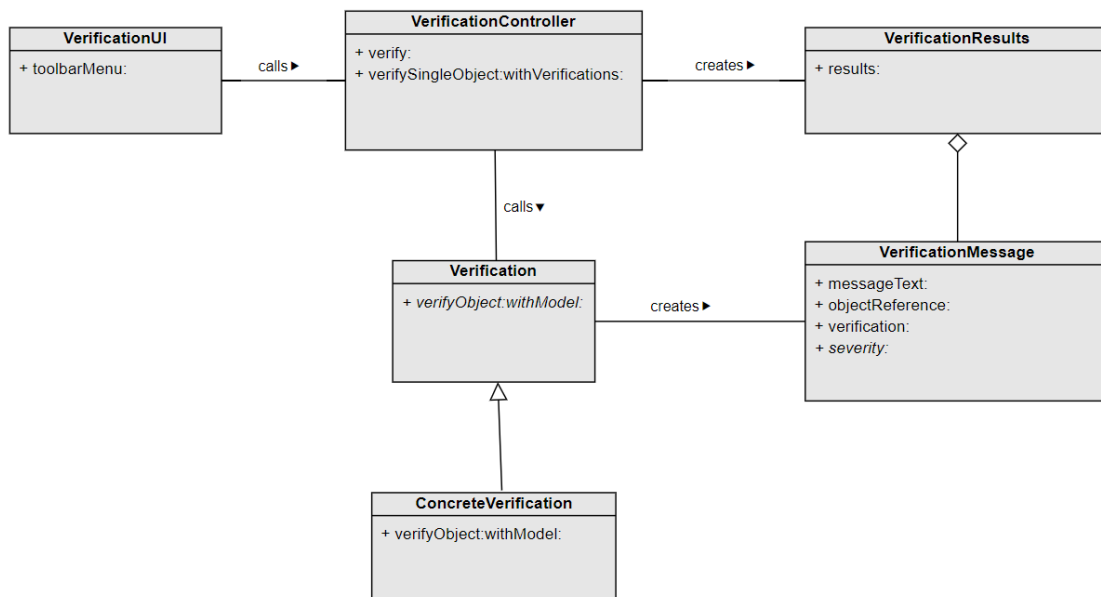 VerificationUI
+ toolbarMenu:
calls►
VerificationController
+ verify:
+ verifySingleObject:withVerifications:
creates►
VerificationResults
+ results:
calls▼
Verification
+ verifyObject:withModel:
creates►
VerificationMessage
+ messageText:
+ objectReference:
+ verification:
+ severity:
ConcreteVerification
+ verifyObject:withModel: